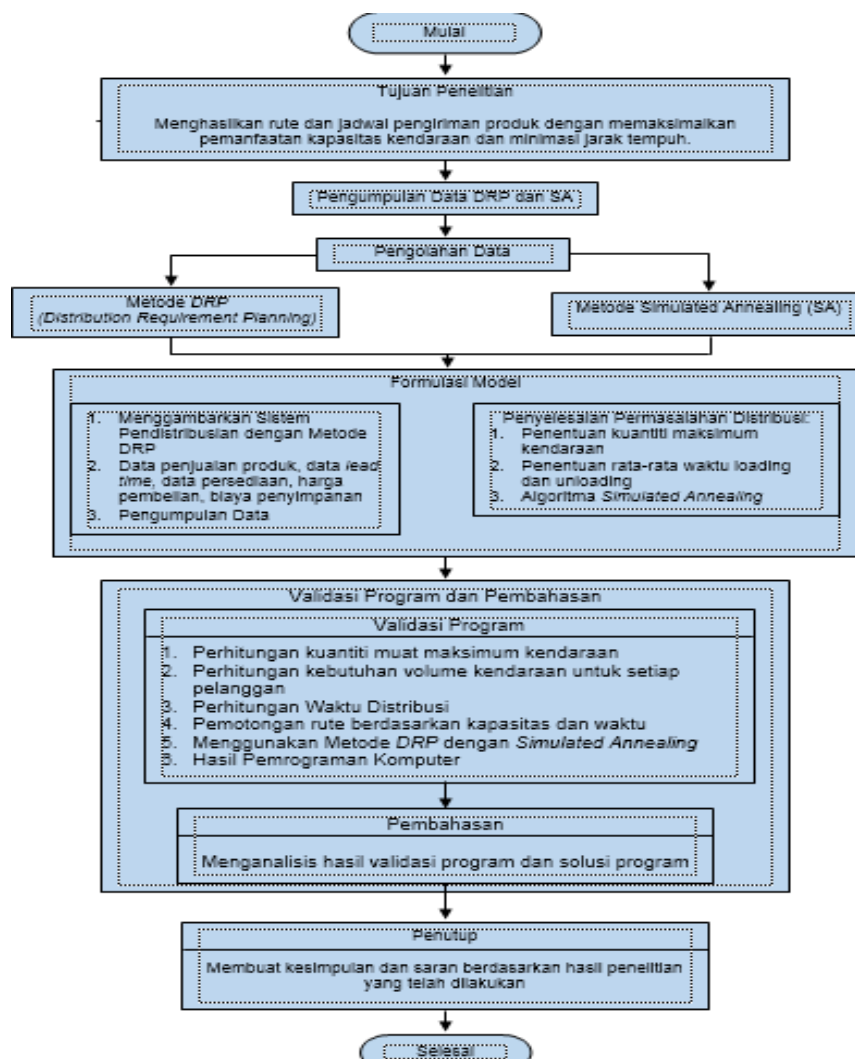 Mulai
Tujuan Penelitian
Menghasilkan rute dan jadwal pengiriman produk dengan memaksimalkan
pemanfaatan kapasitas kendaraan dan minimasi jarak tempuh.
Pengumpulan Data DRP dan SA
Pengolahan Data
Metode DRP
(Distribution Requirement Planning)
Metode Simulated Annealing (SA)
Formulasi Model
1. Menggambarkan Sistem
Pendistribusian dengan Metode
DRP
2. Data penjualan produk, data lead
time, data persediaan, harga
pembelian, biaya penyimpanan
3. Pengumpulan Data
Penyelesaian Permasalahan Distribusi:
1. Penentuan kuantiti maksimum
kendaraan
2. Penentuan rata-rata waktu loading
dan unloading
3. Algoritma Simulated Annealing
Validasi Program dan Pembahasan
Validasi Program
1. Perhitungan kuantiti muat maksimum kendaraan
2. Perhitungan kebutuhan volume kendaraan untuk setiap
pelanggan
3. Perhitungan Waktu Distribusi
4. Pemotongan rute berdasarkan kapasitas dan waktu
5. Menggunakan Metode DRP dengan Simulated Annealing
6. Hasil Pemrograman Komputer
Pembahasan
Menganalisis hasil validasi program dan solusi program
Penutup
Membuat kesimpulan dan saran berdasarkan hasil penelitian
yang telah dilakukan
Selesai